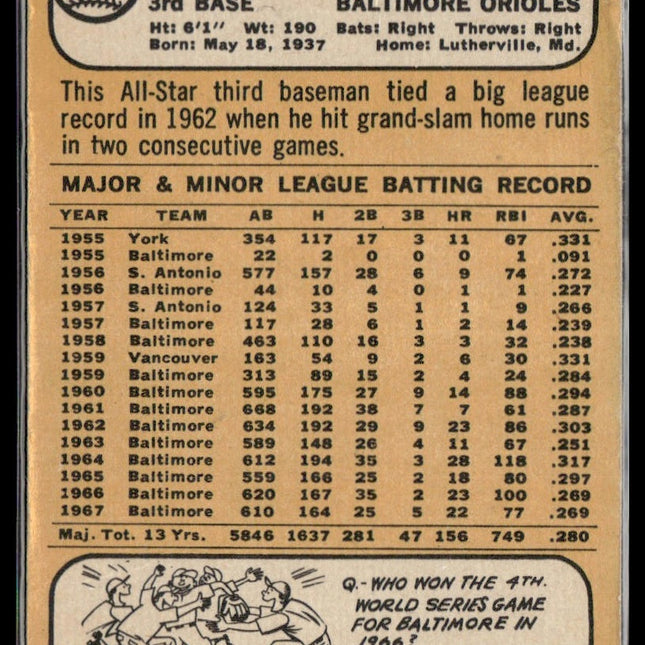 3rd BASE BALTIMORE ORIOLES
Ht: 6'1" Wt: 190 Bats: Right Throws: Right
Born: May 18, 1937 Home: Lutherville, Md.
This All-Star third baseman tied a big league
record in 1962 when he hit grand-slam home runs
in two consecutive games.
MAJOR & MINOR LEAGUE BATTING RECORD
YEAR TEAM AB H 2B 3B HR RBI AVG.
1955 York 354 117 17 3 11 67 .331
1955 Baltimore 22 2 0 0 0 1 .091
1956 S. Antonio 577 157 28 6 9 74 .272
1956 Baltimore 44 10 4 0 1 1 .227
1957 S. Antonio 124 33 5 1 1 9 .266
1957 Baltimore 117 28 6 1 2 14 .239
1958 Baltimore 463 110 16 3 3 32 .238
1959 Vancouver 163 54 9 2 6 30 .331
1959 Baltimore 313 89 15 2 4 24 .284
1960 Baltimore 595 175 27 9 14 88 .294
1961 Baltimore 668 192 38 7 7 61 .287
1962 Baltimore 634 192 29 9 23 86 .303
1963 Baltimore 589 148 26 4 11 67 .251
1964 Baltimore 612 194 35 3 28 118 .317
1965 Baltimore 559 166 25 2 18 80 .297
1966 Baltimore 620 167 35 2 23 100 .269
1967 Baltimore 610 164 25 5 22 77 .269
Maj. Tot. 13 Yrs. 5846 1637 281 47 156 749 .280
Q.-WHO WON THE 4TH.
WORLD SERIES GAME
FOR BALTIMORE IN
1966?